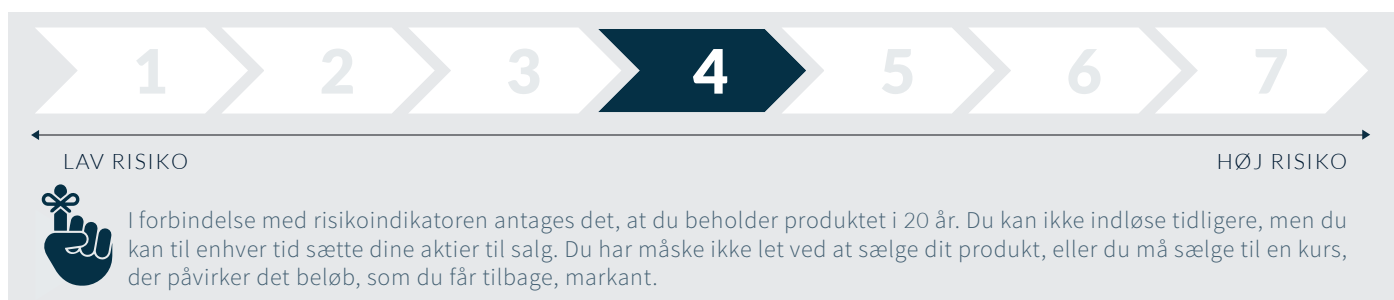 1 2 3 4 5 6 7
LAV RISIKO HØJ RISIKO
I forbindelse med risikoindikatoren antages det, at du beholder produktet i 20 år. Du kan ikke indløse tidligere, men du
kan til enhver tid sætte dine aktier til salg. Du har måske ikke let ved at sælge dit produkt, eller du må sælge til en kurs,
der påvirker det beløb, som du får tilbage, markant.